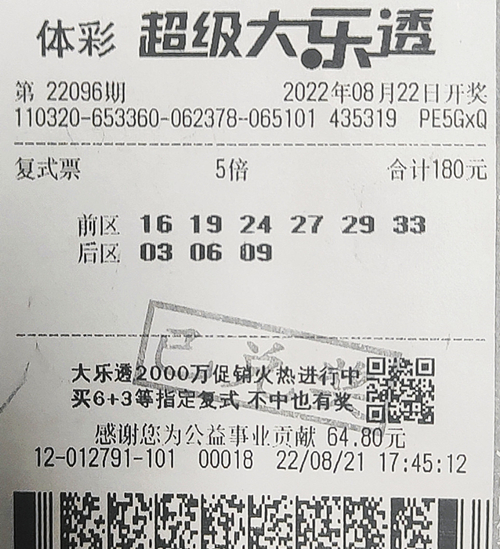 体彩 超级大乐透
第 22096期 2022年08月22日开奖
110320-653360-062378-065101 435319 PE5GxQ
复式票 5倍 合计180元
前区 16 19 24 27 29 33
后区 03 06 09
已兑奖
大乐透2000万促销火热进行中
买6+3等指定复式 不中也有奖
感谢您为公益事业贡献 64.80元
12-012791-101 00018 22/08/21 17:45:12